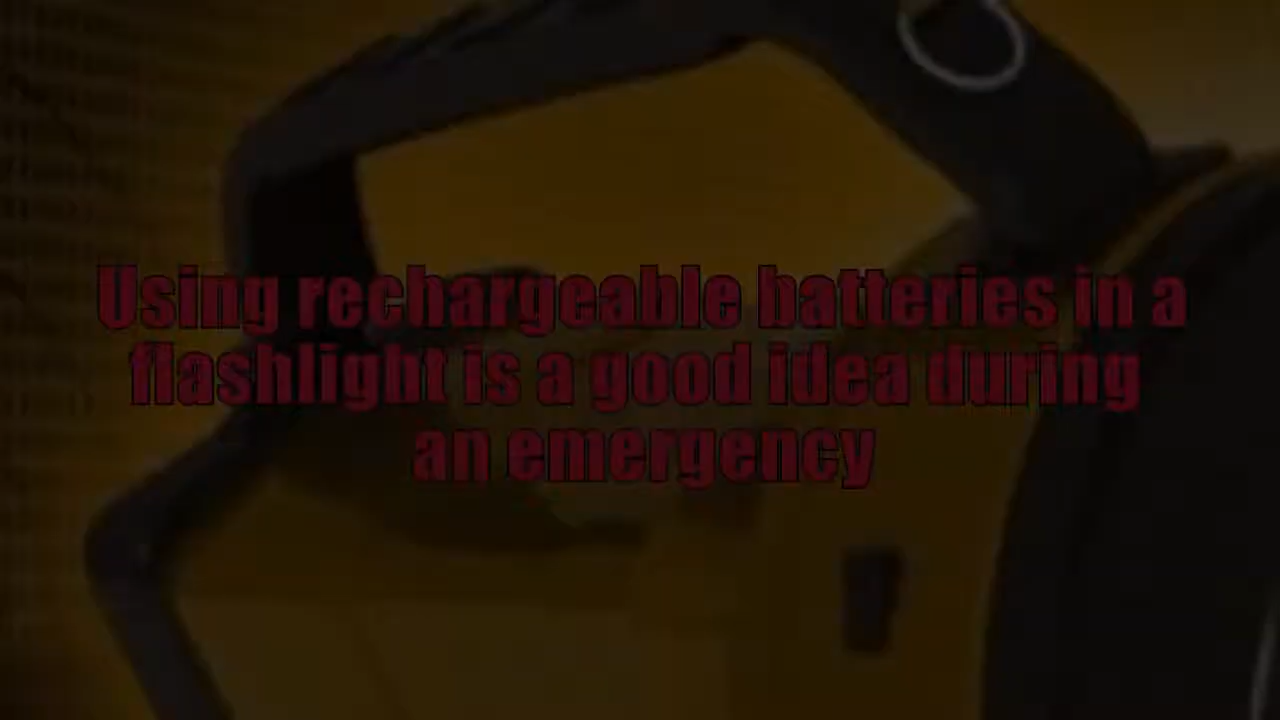 Using rechargeable batteries in a
flashlight is a good idea during
an emergency